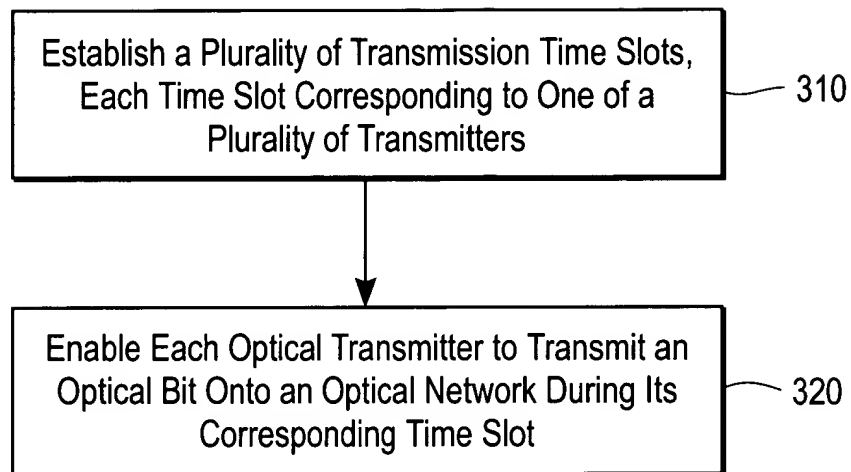 Establish a Plurality of Transmission Time Slots,
Each Time Slot Corresponding to One of a
Plurality of Transmitters
310
Enable Each Optical Transmitter to Transmit an
Optical Bit Onto an Optical Network During Its
Corresponding Time Slot
320